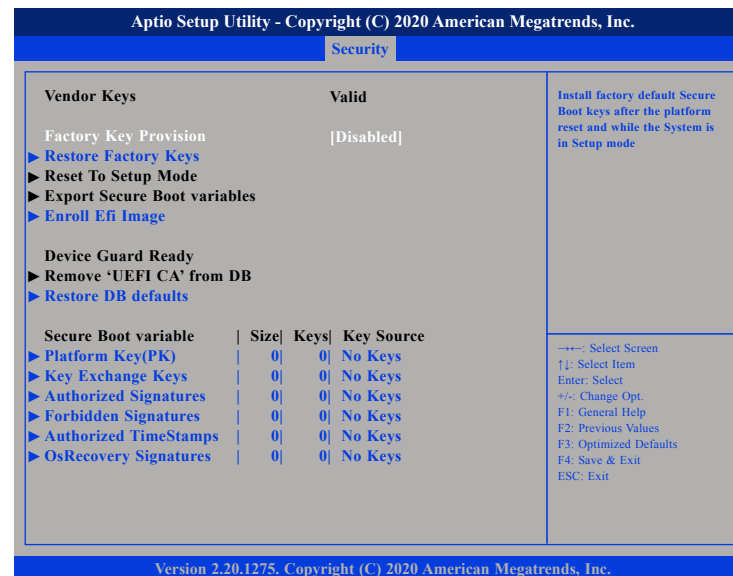 Aptio Setup Utility - Copyright (C) 2020 American Megatrends, Inc.
Security
Vendor Keys Valid
Factory Key Provision [Disabled]
▶ Restore Factory Keys
▶ Reset To Setup Mode
▶ Export Secure Boot variables
▶ Enroll Efi Image
Device Guard Ready
▶ Remove ‘UEFI CA’ from DB
▶ Restore DB defaults
Secure Boot variable | Size| Keys| Key Source
▶ Platform Key(PK) | 0| 0| No Keys
▶ Key Exchange Keys | 0| 0| No Keys
▶ Authorized Signatures | 0| 0| No Keys
▶ Forbidden Signatures | 0| 0| No Keys
▶ Authorized TimeStamps | 0| 0| No Keys
▶ OsRecovery Signatures | 0| 0| No Keys
Install factory default Secure
Boot keys after the platform
reset and while the System is
in Setup mode
→←: Select Screen
↑↓: Select Item
Enter: Select
+/-: Change Opt.
F1: General Help
F2: Previous Values
F3: Optimized Defaults
F4: Save & Exit
ESC: Exit
Version 2.20.1275. Copyright (C) 2020 American Megatrends, Inc.